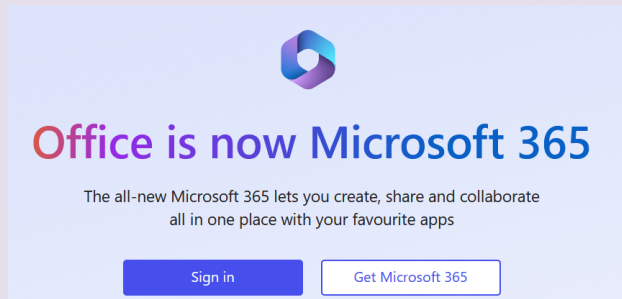 Office is now Microsoft 365
The all-new Microsoft 365 lets you create, share and collaborate
all in one place with your favourite apps
Sign in
Get Microsoft 365